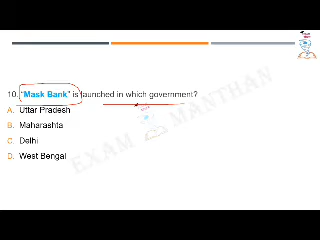 10. "Mask Bank" is launched in which government?
A. Uttar Pradesh
B. Maharashtra
C. Delhi
D. West Bengal
EXAM MANTHAN